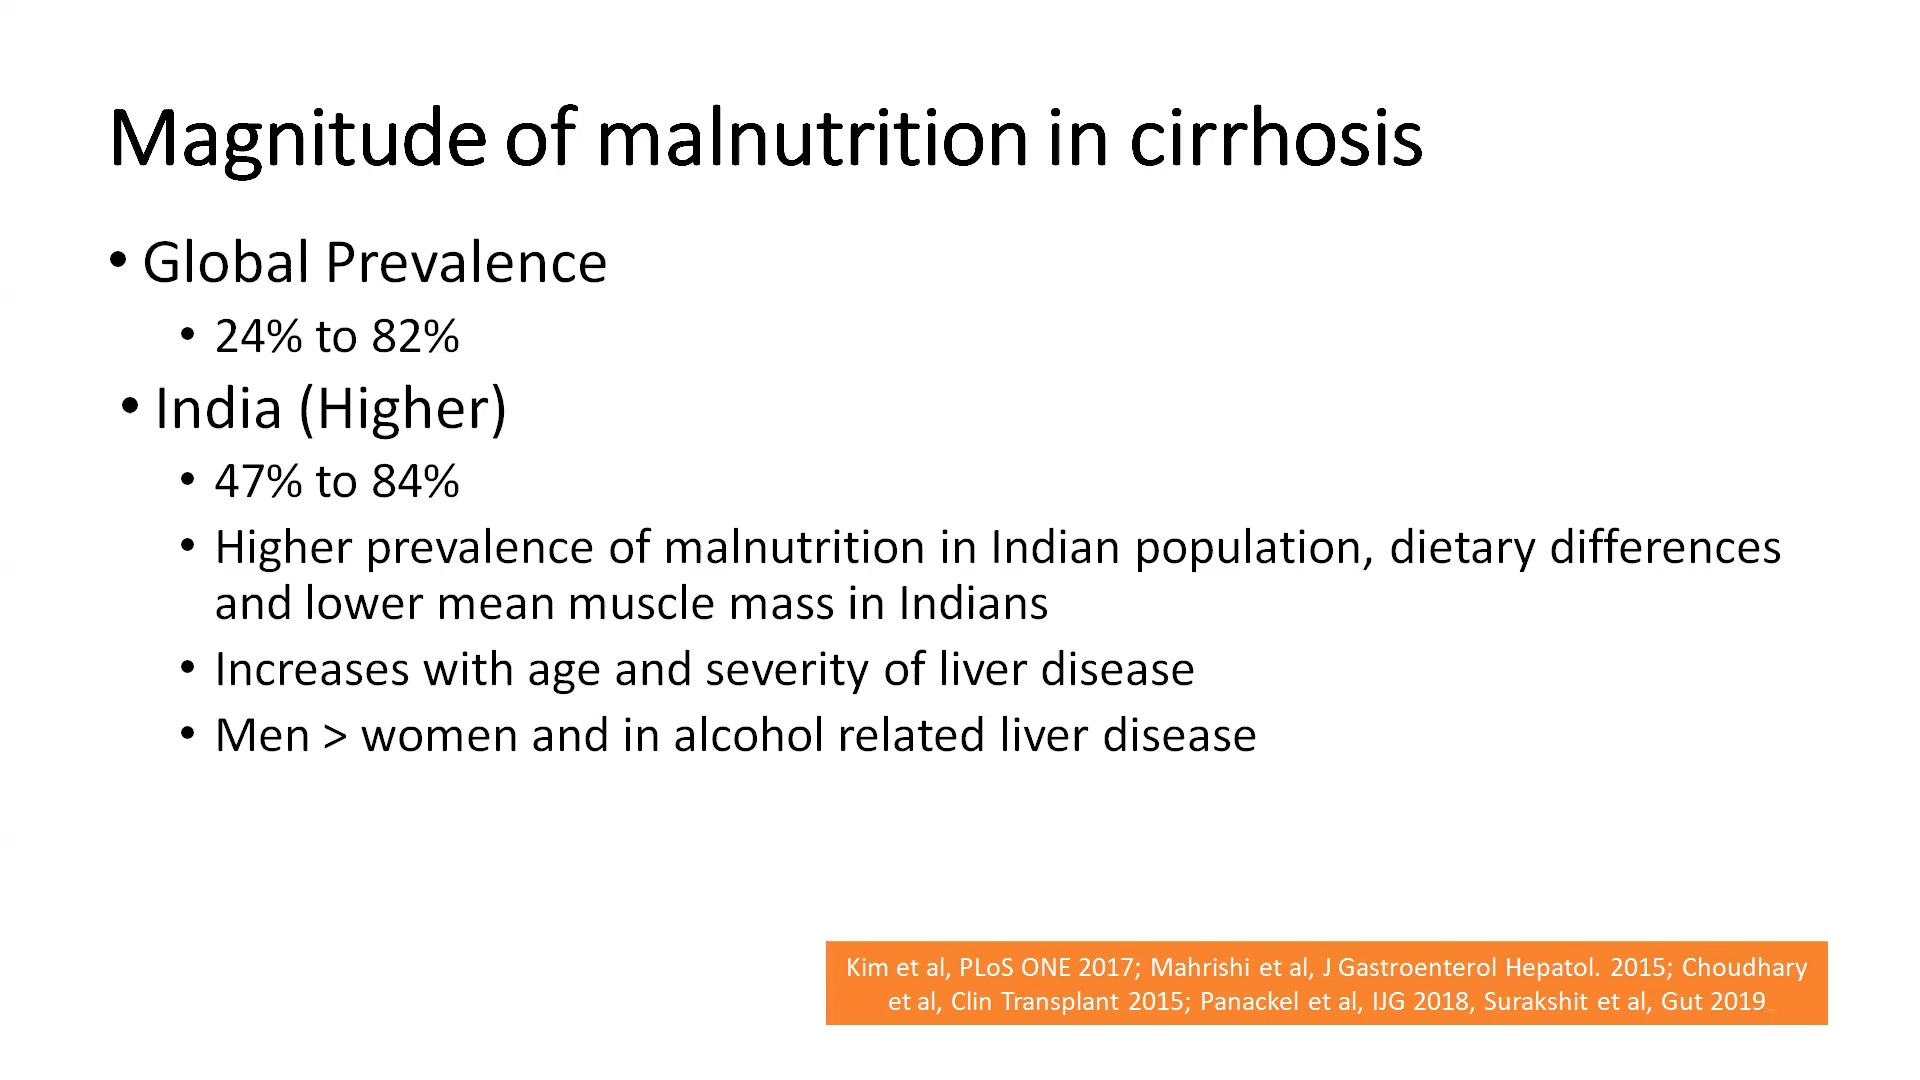 Magnitude of malnutrition in cirrhosis
• Global Prevalence
• 24% to 82%
• India (Higher)
• 47% to 84%
• Higher prevalence of malnutrition in Indian population, dietary differences
and lower mean muscle mass in Indians
• Increases with age and severity of liver disease
• Men > women and in alcohol related liver disease
Kim et al, PLoS ONE 2017; Mahrishi et al, J Gastroenterol Hepatol. 2015; Choudhary
et al, Clin Transplant 2015; Panackel et al, IJG 2018, Surakshit et al, Gut 2019